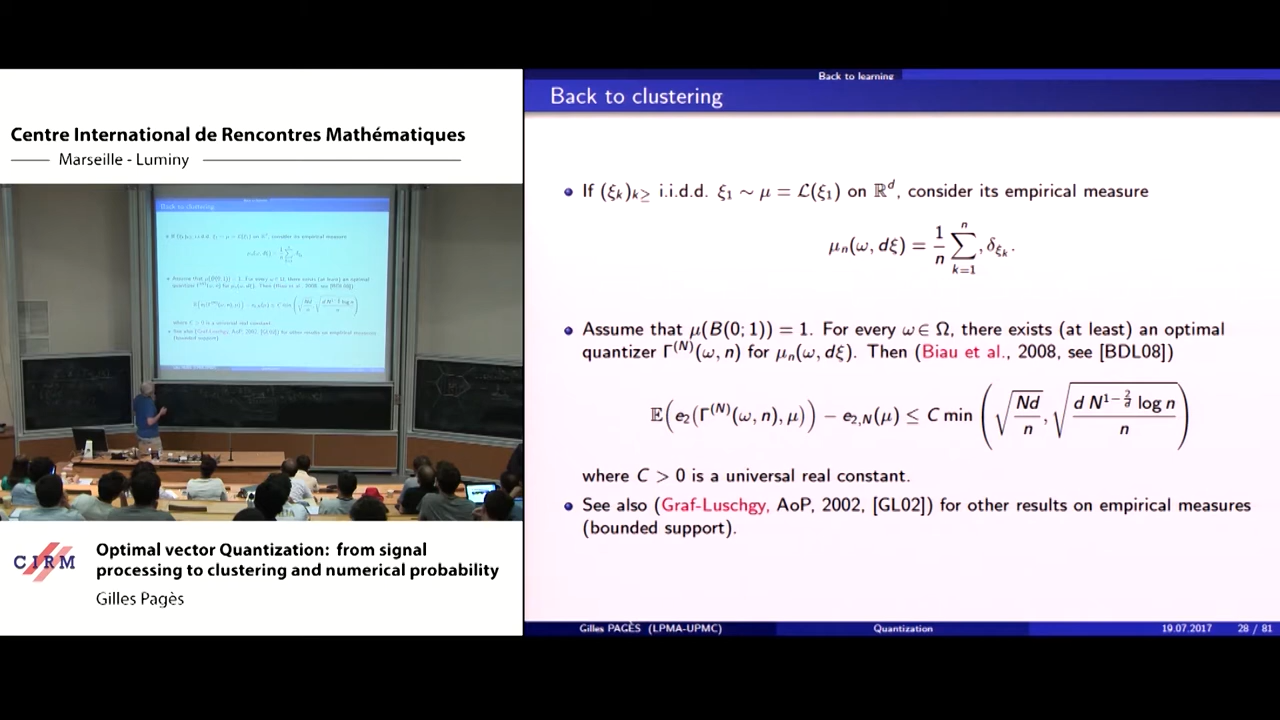 Centre International de Rencontres Mathématiques
Marseille - Luminy
Back to clustering
CIRM
Optimal vector Quantization: from signal
processing to clustering and numerical probability
Gilles Pagès
Back to learning
Back to clustering
If (ξ_k)_{k≥} i.i.d.d. ξ_1 ∼ μ = L(ξ_1) on ℝ^d, consider its empirical measure
μ_n(ω, dξ) = 1/n ∑_{k=1}^{n}, δ_{ξ_k}.
Assume that μ(B(0; 1)) = 1. For every ω ∈ Ω, there exists (at least) an optimal
quantizer Γ^{(N)}(ω, n) for μ_n(ω, dξ). Then (Biau et al., 2008, see [BDL08])
𝔼(e_2(Γ^{(N)}(ω, n), μ)) − e_{2,N}(μ) ≤ C min (√(Nd/n), √(d N^{1−2/d} log n / n))
where C > 0 is a universal real constant.
See also (Graf-Luschgy, AoP, 2002, [GL02]) for other results on empirical measures
(bounded support).
Gilles PAGÈS (LPMA-UPMC) Quantization 19.07.2017 28 / 81